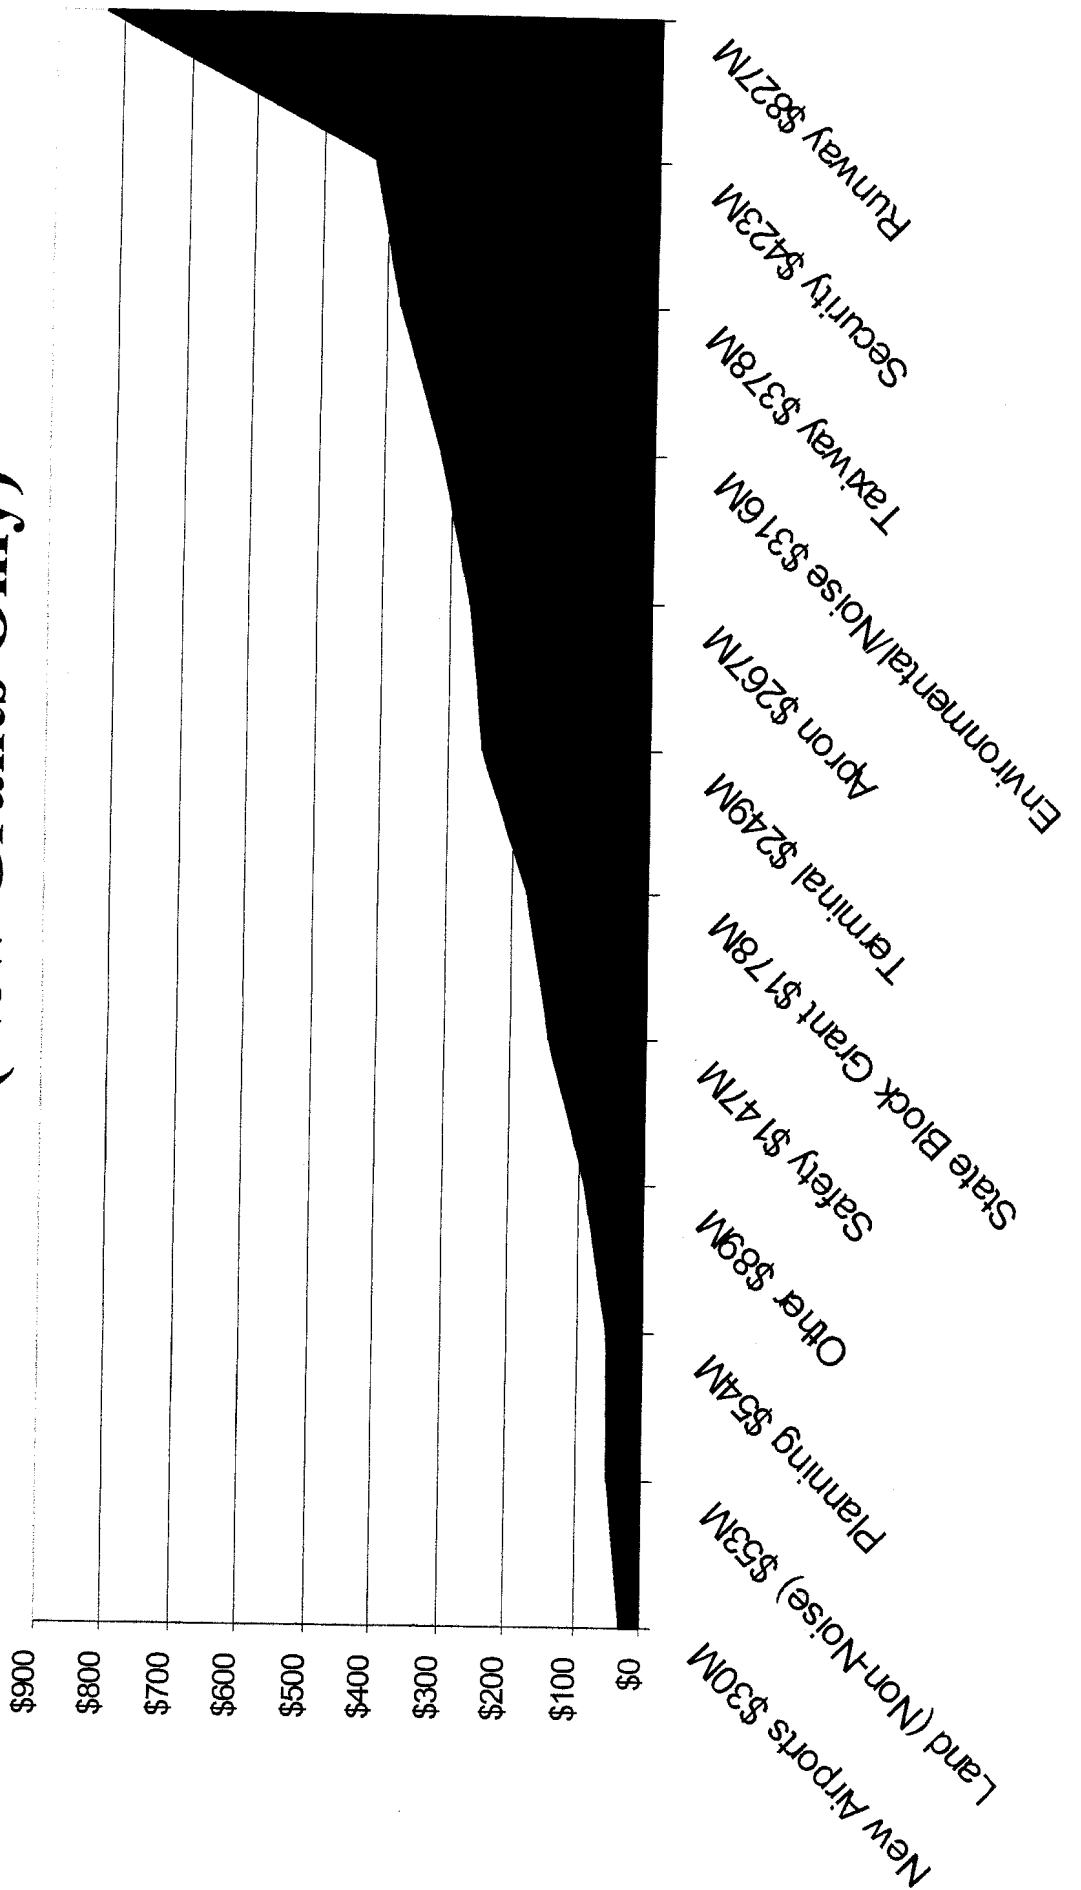 Grants Only)
$900
$800
$700
$600
$500
$400
$300
$200
$100
$0
New Airports $30M
Land (Non-Noise) $53M
Planning $54M
Other $89M
Safety $147M
State Block Grant $178M
Terminal $249M
Apron $267M
Environmental/Noise $316M
Taxiway $378M
Security $423M
Runway $827M